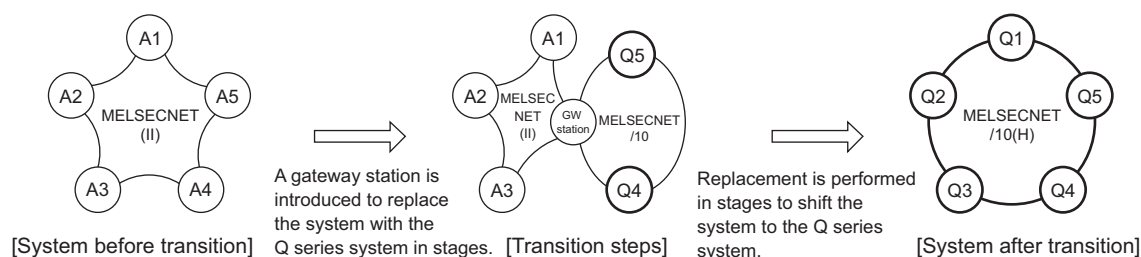 A1
A2
A5
MELSECNET
(II)
A3
A4
[System before transition]
A gateway station is
introduced to replace
the system with the
Q series system in stages.
A1
Q5
A2
MELSEC
NET
(II)
GW
station
MELSECNET
/10
A3
Q4
[Transition steps]
Replacement is performed
in stages to shift the
system to the Q series
system.
Q1
Q2
Q5
MELSECNET
/10(H)
Q3
Q4
[System after transition]